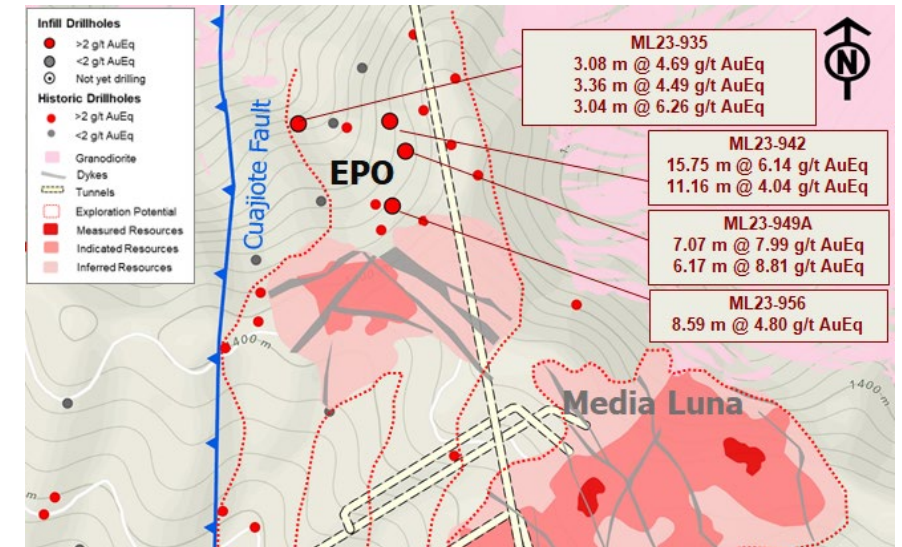 Infill Drillholes
>2 g/t AuEq
<2 g/t AuEq
Not yet drilling
Historic Drillholes
>2 g/t AuEq
<2 g/t AuEq
Granodiorite
Dykes
Tunnels
Exploration Potential
Measured Resources
Indicated Resources
Inferred Resources
Cuajiote Fault
EPO
ML23-935
3.08 m @ 4.69 g/t AuEq
3.36 m @ 4.49 g/t AuEq
3.04 m @ 6.26 g/t AuEq
N
ML23-942
15.75 m @ 6.14 g/t AuEq
11.16 m @ 4.04 g/t AuEq
ML23-949A
7.07 m @ 7.99 g/t AuEq
6.17 m @ 8.81 g/t AuEq
ML23-956
8.59 m @ 4.80 g/t AuEq
1400 m
Media Luna
1400 m
m